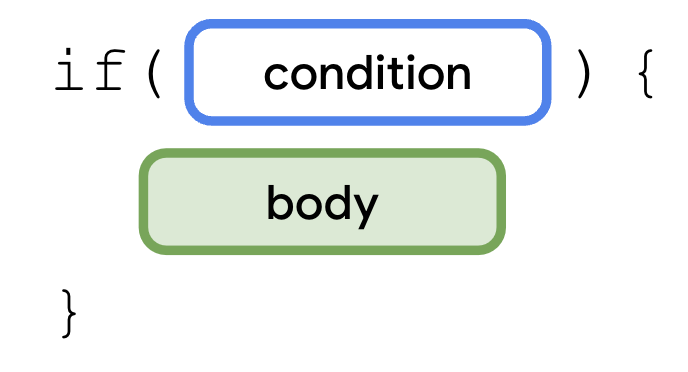 if( condition ) {
body
}